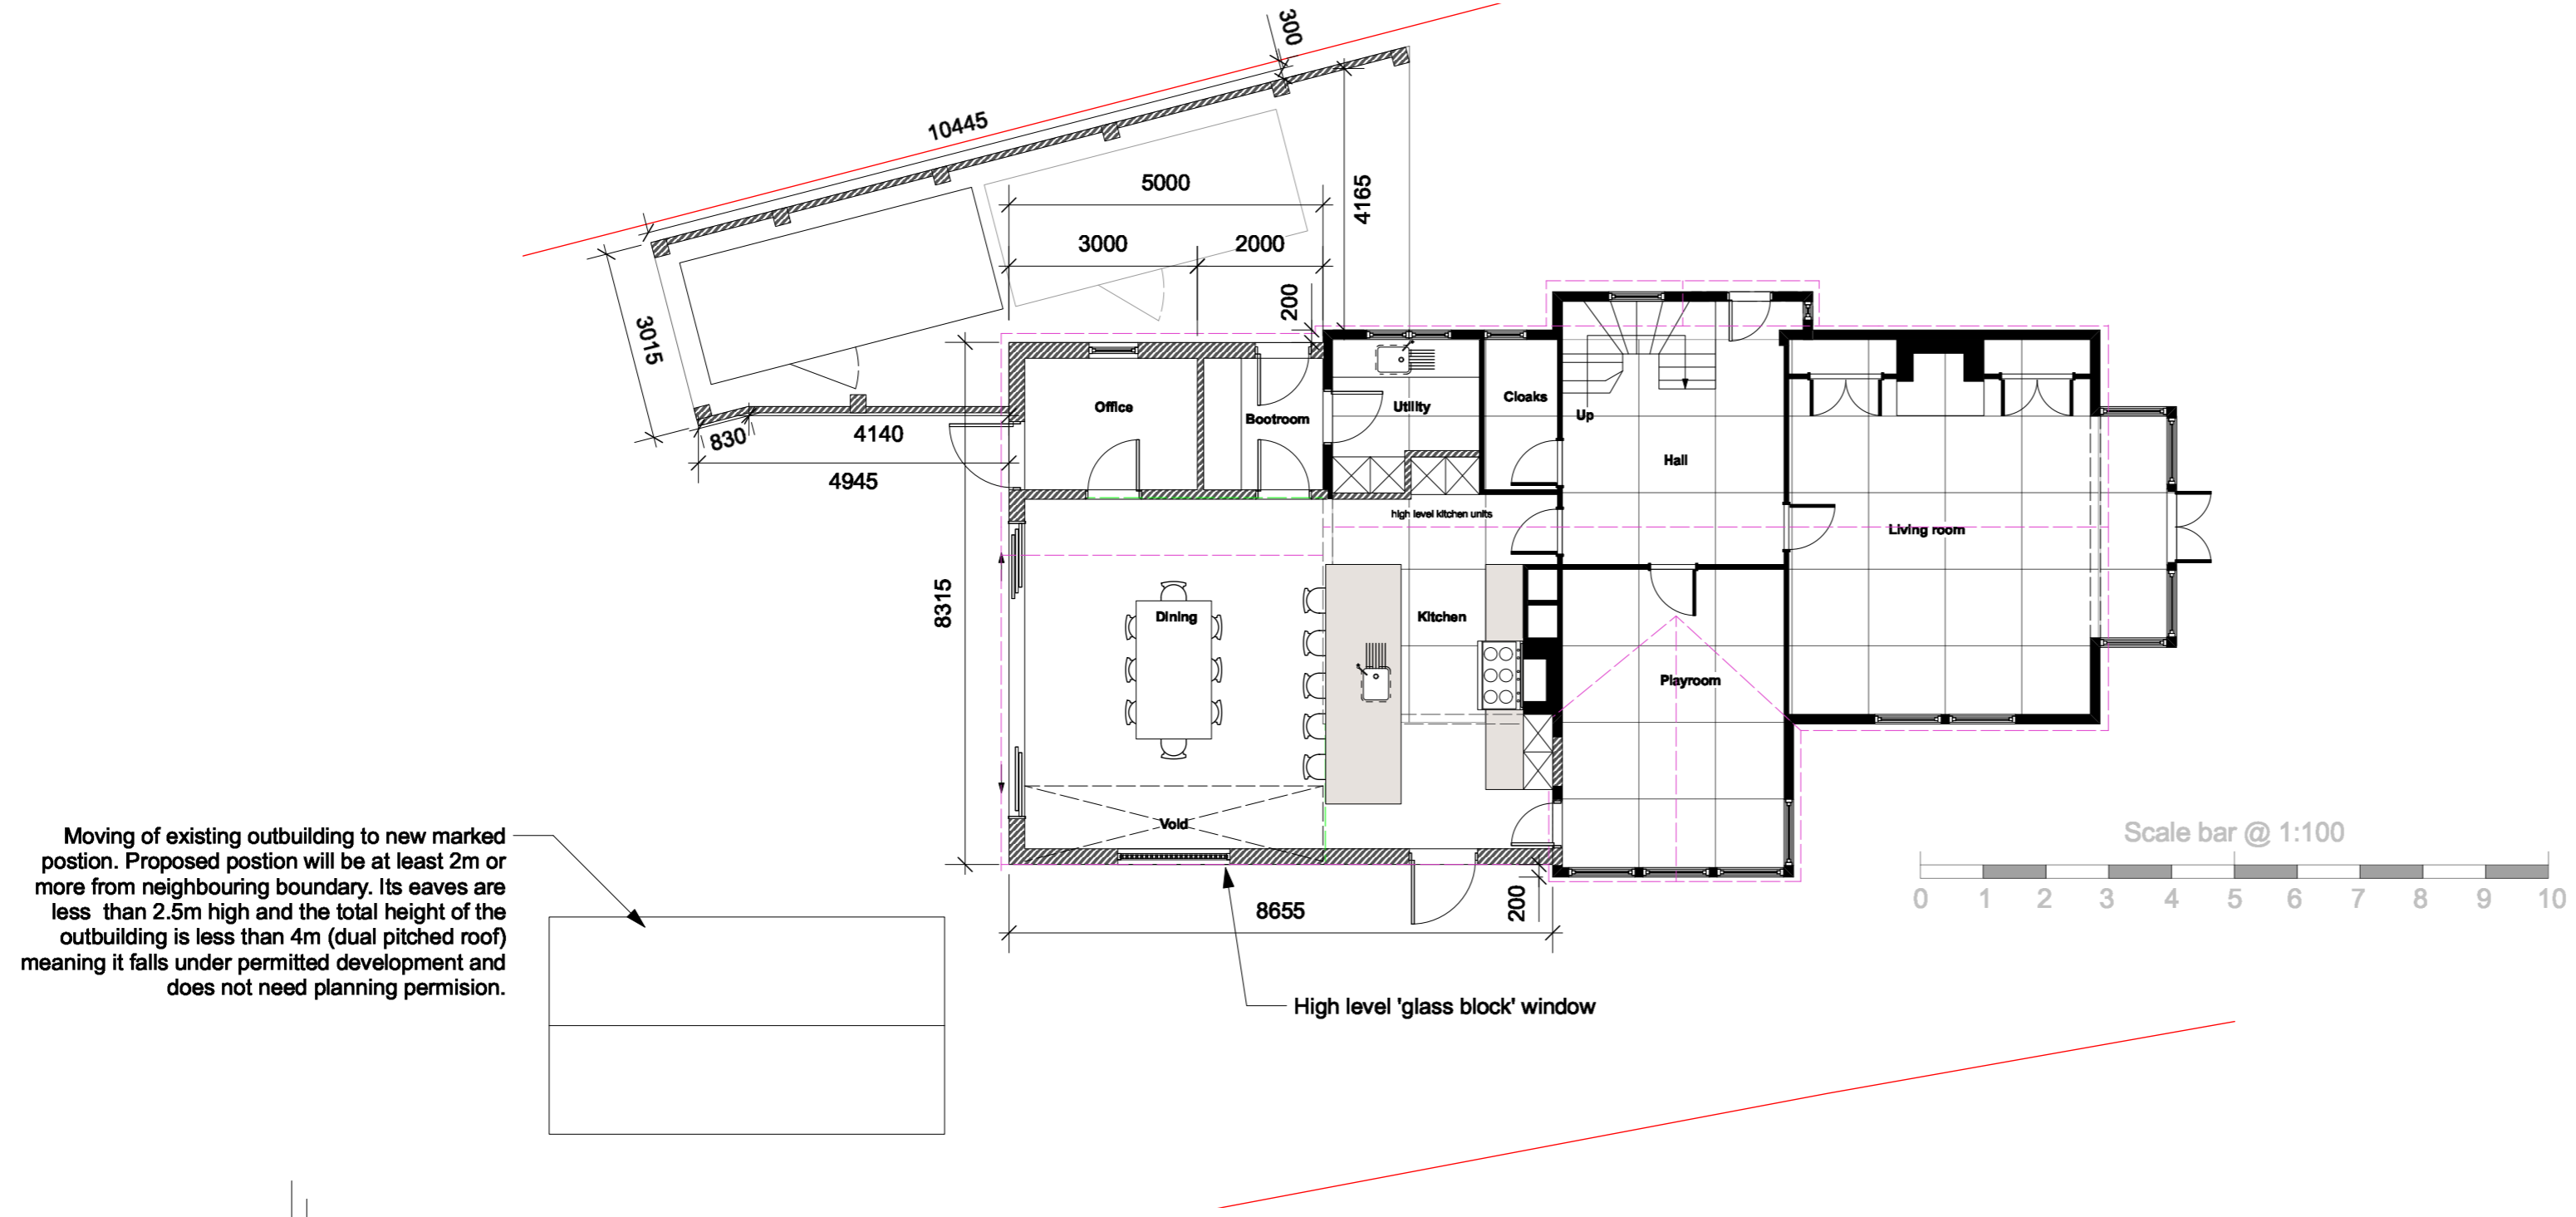 300
10445
5000
4165
3000
2000
200
3015
Office
Bootroom
Utility
Cloaks
Up
830
4140
4945
Hall
high level kitchen units
Living room
8315
Dining
Kitchen
Playroom
Void
Moving of existing outbuilding to new marked
postion. Proposed postion will be at least 2m or
more from neighbouring boundary. Its eaves are
less than 2.5m high and the total height of the
outbuilding is less than 4m (dual pitched roof)
meaning it falls under permitted development and
does not need planning permision.
8655
200
High level 'glass block' window
Scale bar @ 1:100
0 1 2 3 4 5 6 7 8 9 10